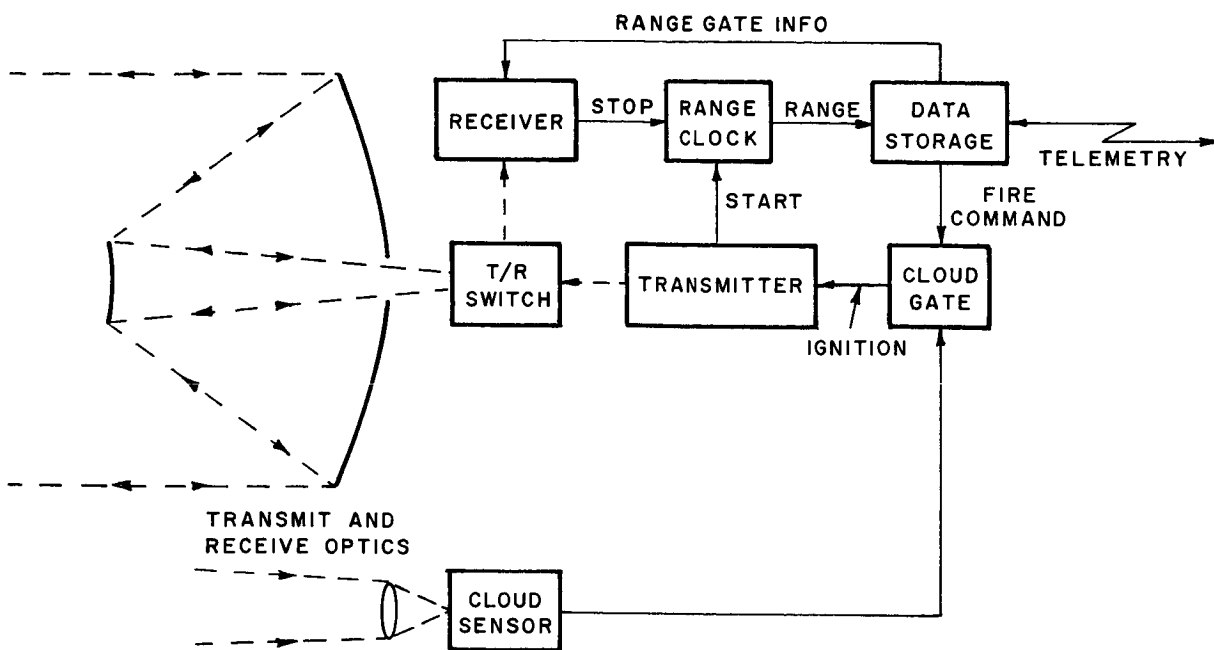 RANGE GATE INFO
RECEIVER
STOP
RANGE
CLOCK
RANGE
DATA
STORAGE
TELEMETRY
START
FIRE
COMMAND
T/R
SWITCH
TRANSMITTER
CLOUD
GATE
IGNITION
TRANSMIT AND
RECEIVE OPTICS
CLOUD
SENSOR